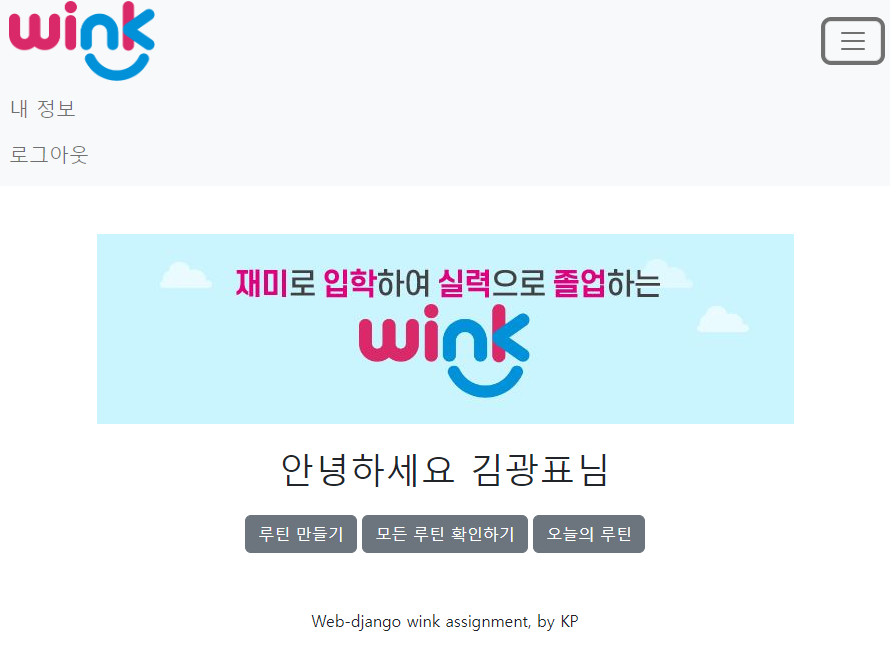 wink
내 정보
로그아웃
재미로 입학하여 실력으로 졸업하는
wink
안녕하세요 김광표님
루틴 만들기 모든 루틴 확인하기 오늘의 루틴
Web-django wink assignment, by KP